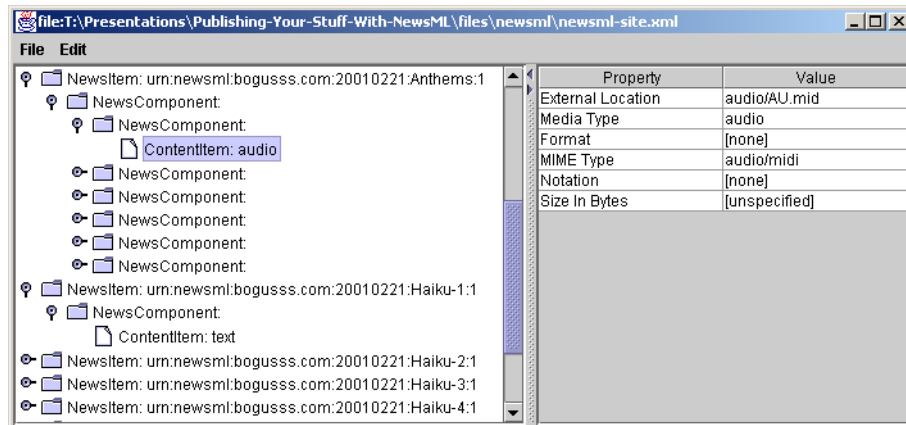 file:T:\Presentations\Publishing-Your-Stuff-With-NewsML\files\newsml\newsml-site.xml
File Edit
NewsItem: urn:newsml:bogusss.com:20010221:Anthems:1
NewsComponent:
NewsComponent:
ContentItem: audio
NewsComponent:
NewsComponent:
NewsComponent:
NewsComponent:
NewsComponent:
NewsItem: urn:newsml:bogusss.com:20010221:Haiku-1:1
NewsComponent:
ContentItem: text
NewsItem: urn:newsml:bogusss.com:20010221:Haiku-2:1
NewsItem: urn:newsml:bogusss.com:20010221:Haiku-3:1
NewsItem: urn:newsml:bogusss.com:20010221:Haiku-4:1
Property Value
External Location audio/AU.mid
Media Type audio
Format [none]
MIME Type audio/midi
Notation [none]
Size In Bytes [unspecified]